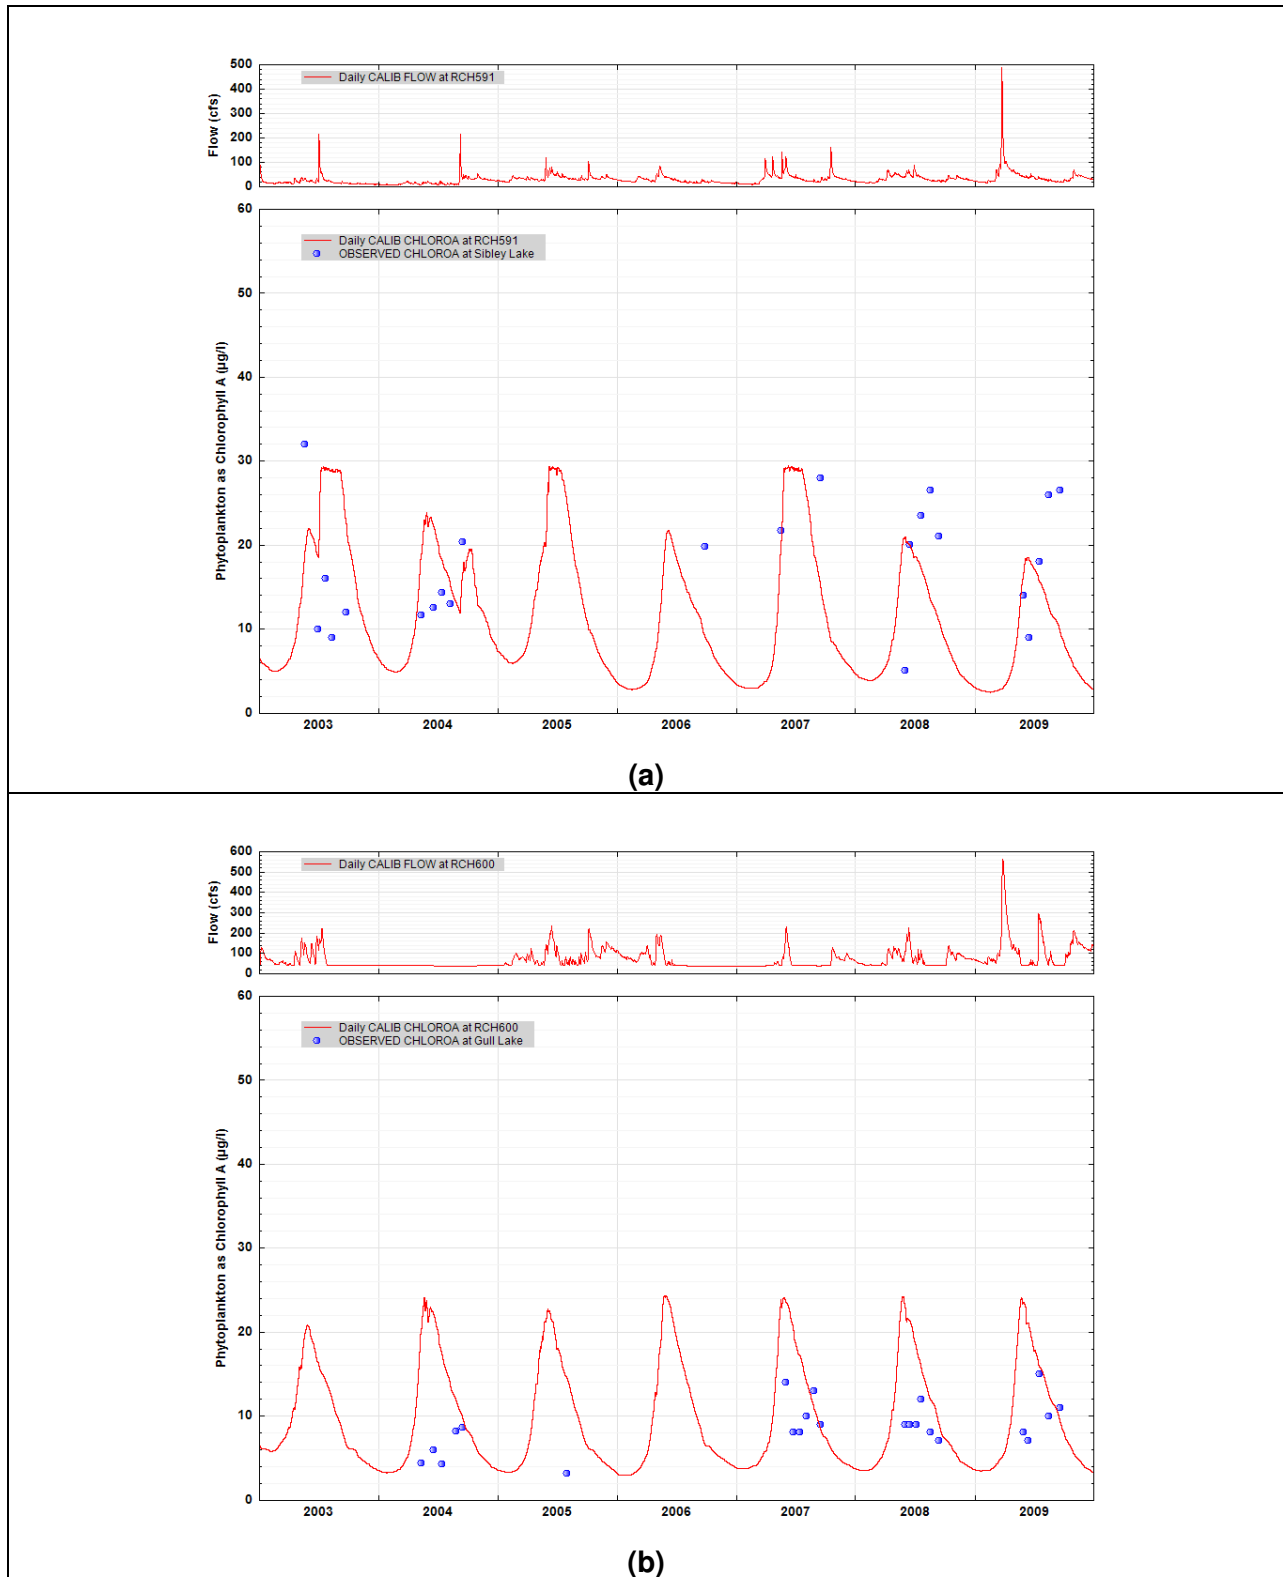 500
400
300
200
100
0
Flow (cfs)
Daily CALIB FLOW at RCH591
60
50
40
30
20
10
0
Phytoplankton as Chlorophyll A (µg/l)
Daily CALIB CHLOROA at RCH591
OBSERVED CHLOROA at Sibley Lake
2003 2004 2005 2006 2007 2008 2009
(a)
600
500
400
300
200
100
0
Flow (cfs)
Daily CALIB FLOW at RCH600
60
50
40
30
20
10
0
Phytoplankton as Chlorophyll A (µg/l)
Daily CALIB CHLOROA at RCH600
OBSERVED CHLOROA at Gull Lake
2003 2004 2005 2006 2007 2008 2009
(b)